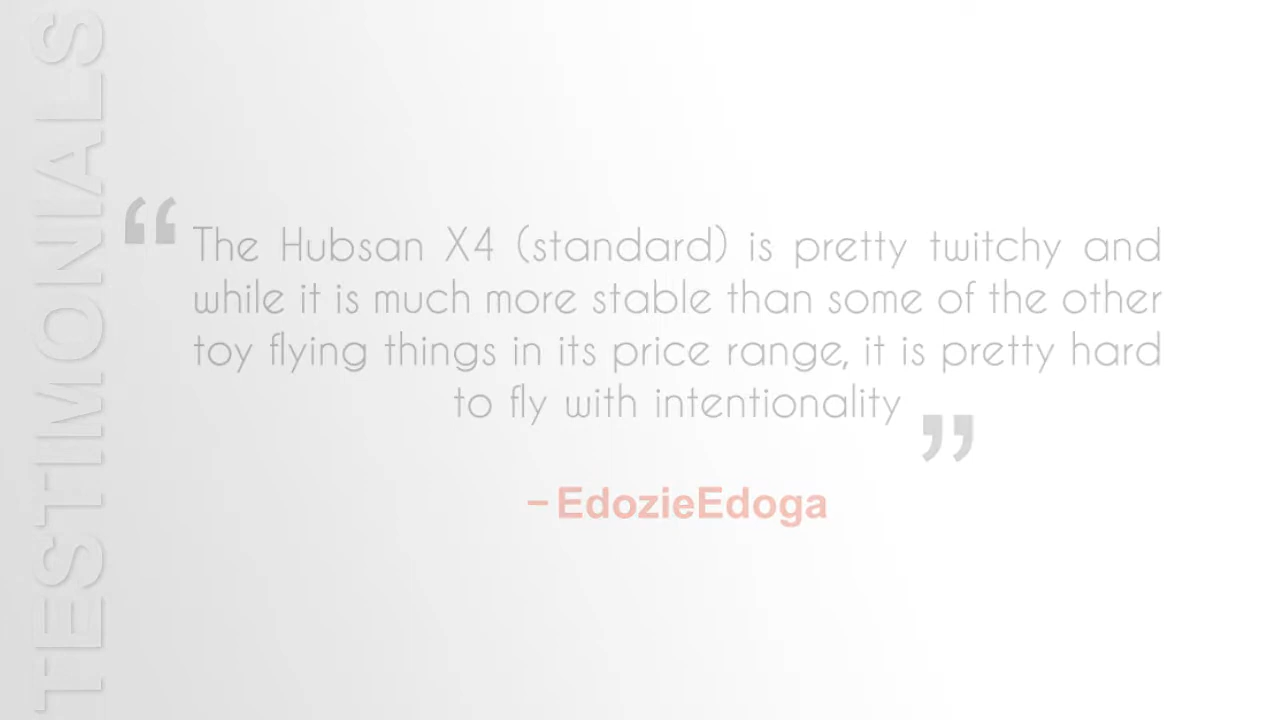 TESTIMONIALS
“ The Hubsan X4 (standard) is pretty twitchy and
while it is much more stable than some of the other
toy flying things in its price range, it is pretty hard
to fly with intentionality ”
– EdozieEdoga